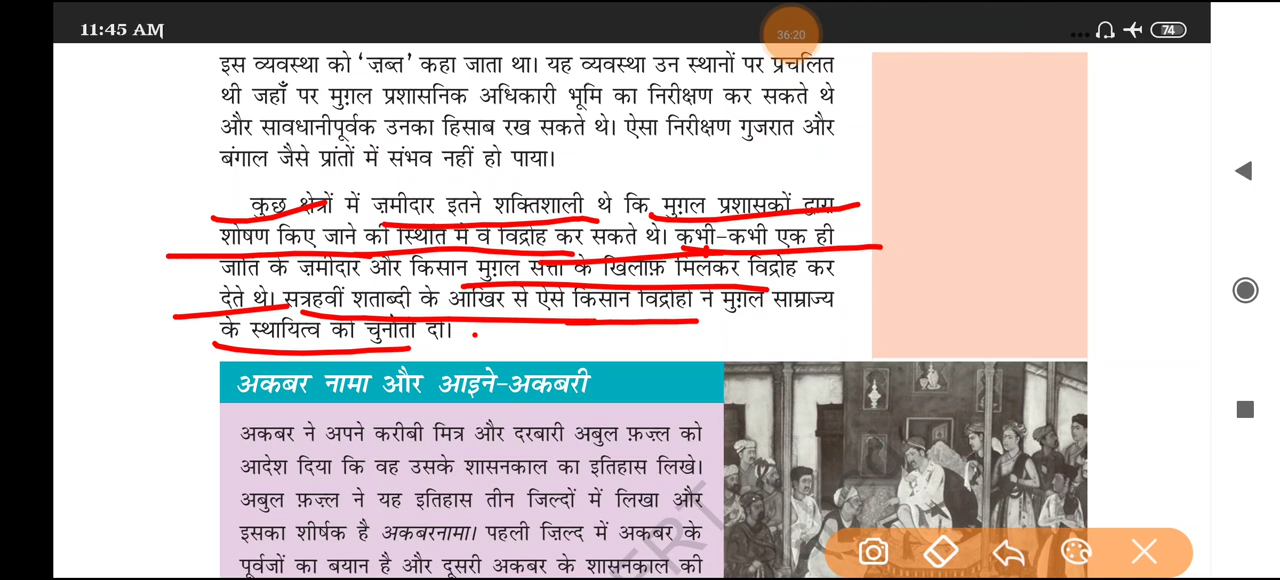 11:45 AM
36:20
74
इस व्यवस्था को ‘ज़ब्त’ कहा जाता था। यह व्यवस्था उन स्थानों पर प्रचलित
थी जहाँ पर मुग़ल प्रशासनिक अधिकारी भूमि का निरीक्षण कर सकते थे
और सावधानीपूर्वक उनका हिसाब रख सकते थे। ऐसा निरीक्षण गुजरात और
बंगाल जैसे प्रांतों में संभव नहीं हो पाया।
कुछ क्षेत्रों में ज़मीदार इतने शक्तिशाली थे कि मुग़ल प्रशासकों द्वारा
शोषण किए जाने की स्थिति में वे विद्रोह कर सकते थे। कभी-कभी एक ही
जाति के ज़मीदार और किसान मुग़ल सत्ता के खिलाफ़ मिलकर विद्रोह कर
देते थे। सत्रहवीं शताब्दी के आखिर से ऐसे किसान विद्रोहों ने मुग़ल साम्राज्य
के स्थायित्व को चुनौती दी।
अकबर नामा और आइने-अकबरी
अकबर ने अपने करीबी मित्र और दरबारी अबुल फ़ज़्ल को
आदेश दिया कि वह उसके शासनकाल का इतिहास लिखे।
अबुल फ़ज़्ल ने यह इतिहास तीन जिल्दों में लिखा और
इसका शीर्षक है अकबरनामा। पहली ज़िल्द में अकबर के
पूर्वजों का बयान है और दूसरी अकबर के शासनकाल को